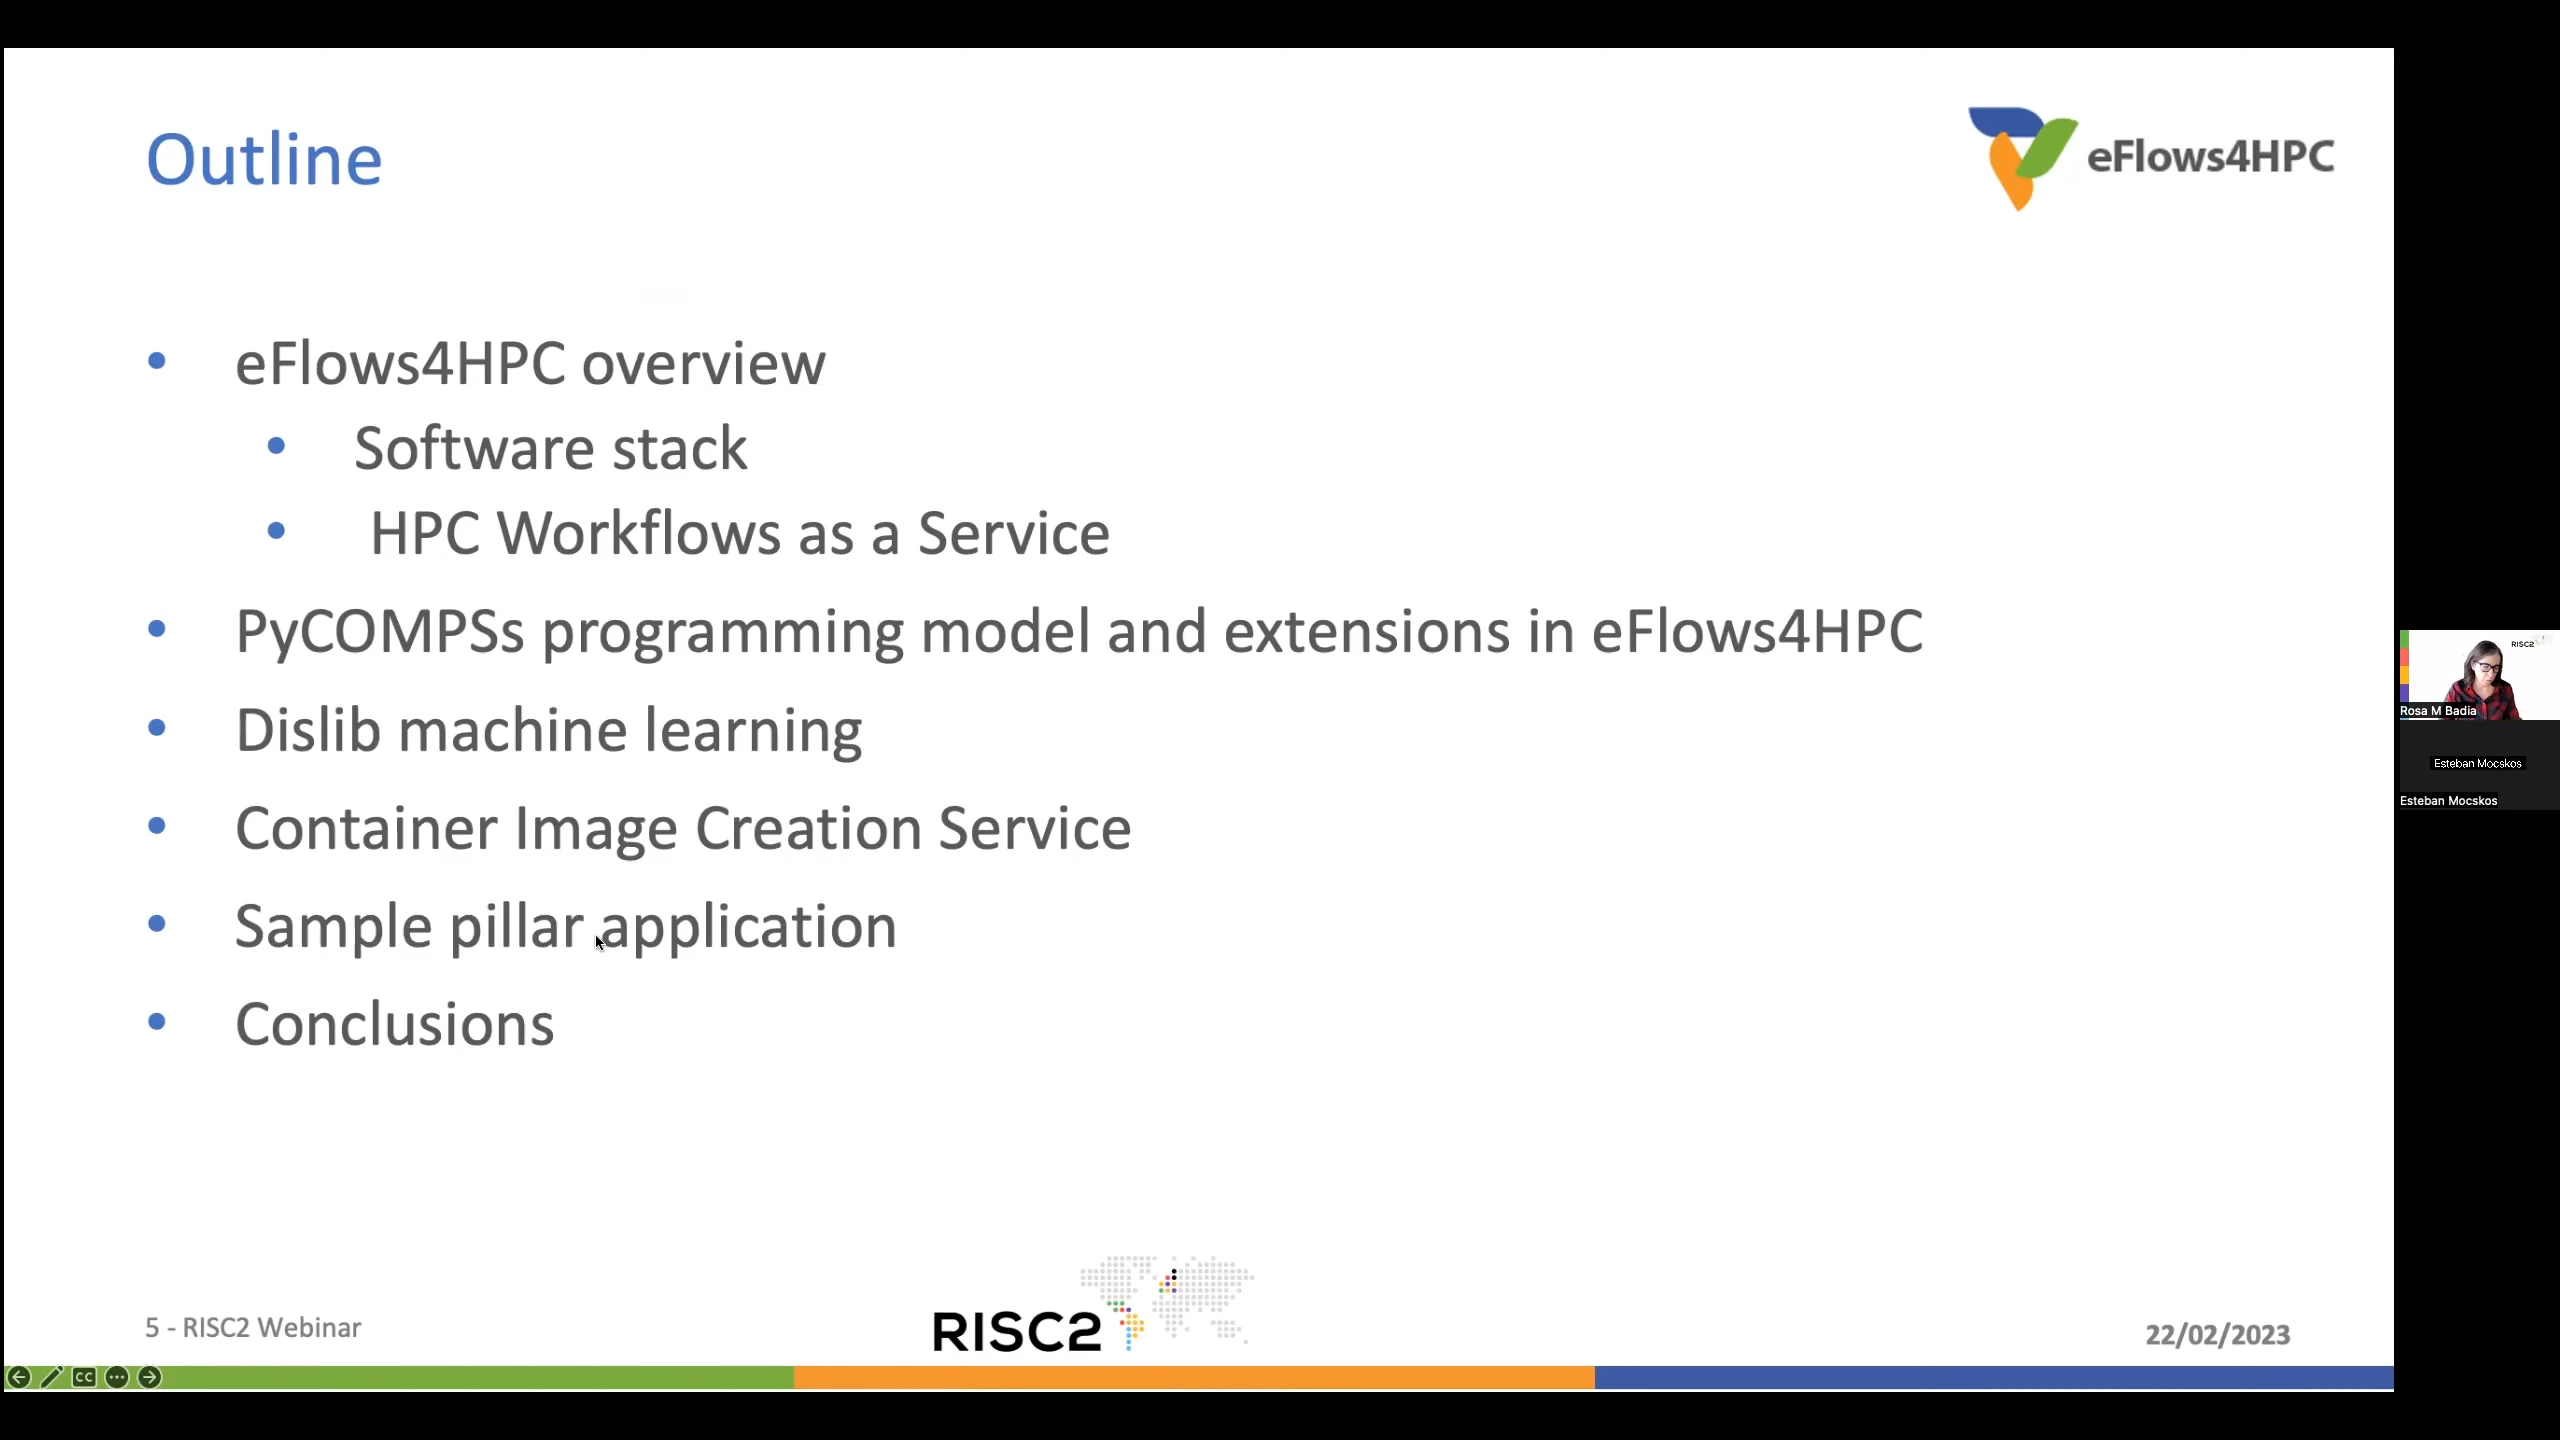 Outline
eFlows4HPC
• eFlows4HPC overview
• Software stack
• HPC Workflows as a Service
• PyCOMPSs programming model and extensions in eFlows4HPC
• Dislib machine learning
• Container Image Creation Service
• Sample pillar application
• Conclusions
5 - RISC2 Webinar
RISC2
22/02/2023
CC
RISC2
Rosa M Badia
Esteban Mocskos
Esteban Mocskos